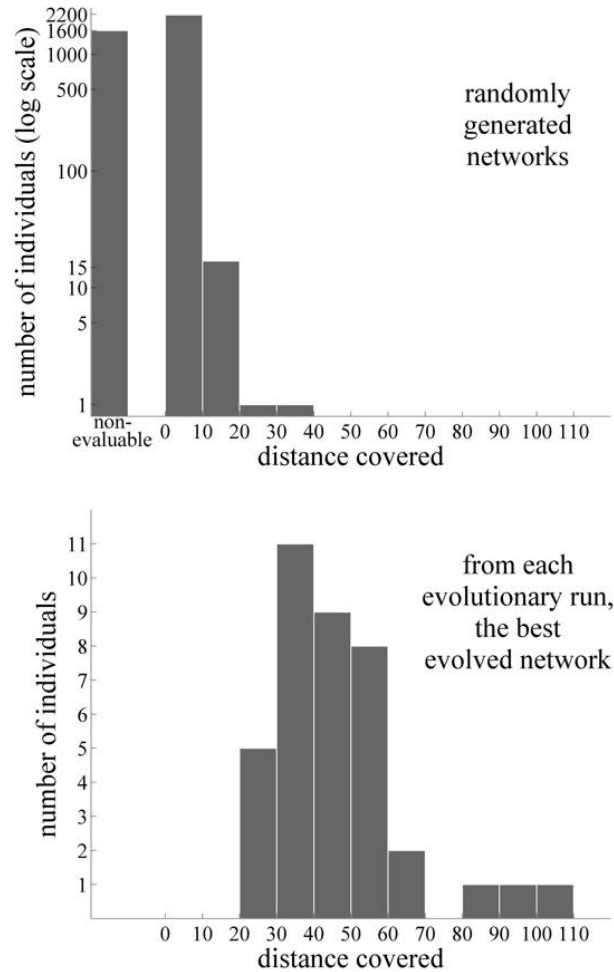 2200
1600
1000
500
100
15
10
5
1
number of individuals (log scale)
randomly
generated
networks
non-
evaluable
0 10 20 30 40 50 60 70 80 90 100 110
distance covered
11
10
9
8
7
6
5
4
3
2
1
number of individuals
from each
evolutionary run,
the best
evolved network
0 10 20 30 40 50 60 70 80 90 100 110
distance covered